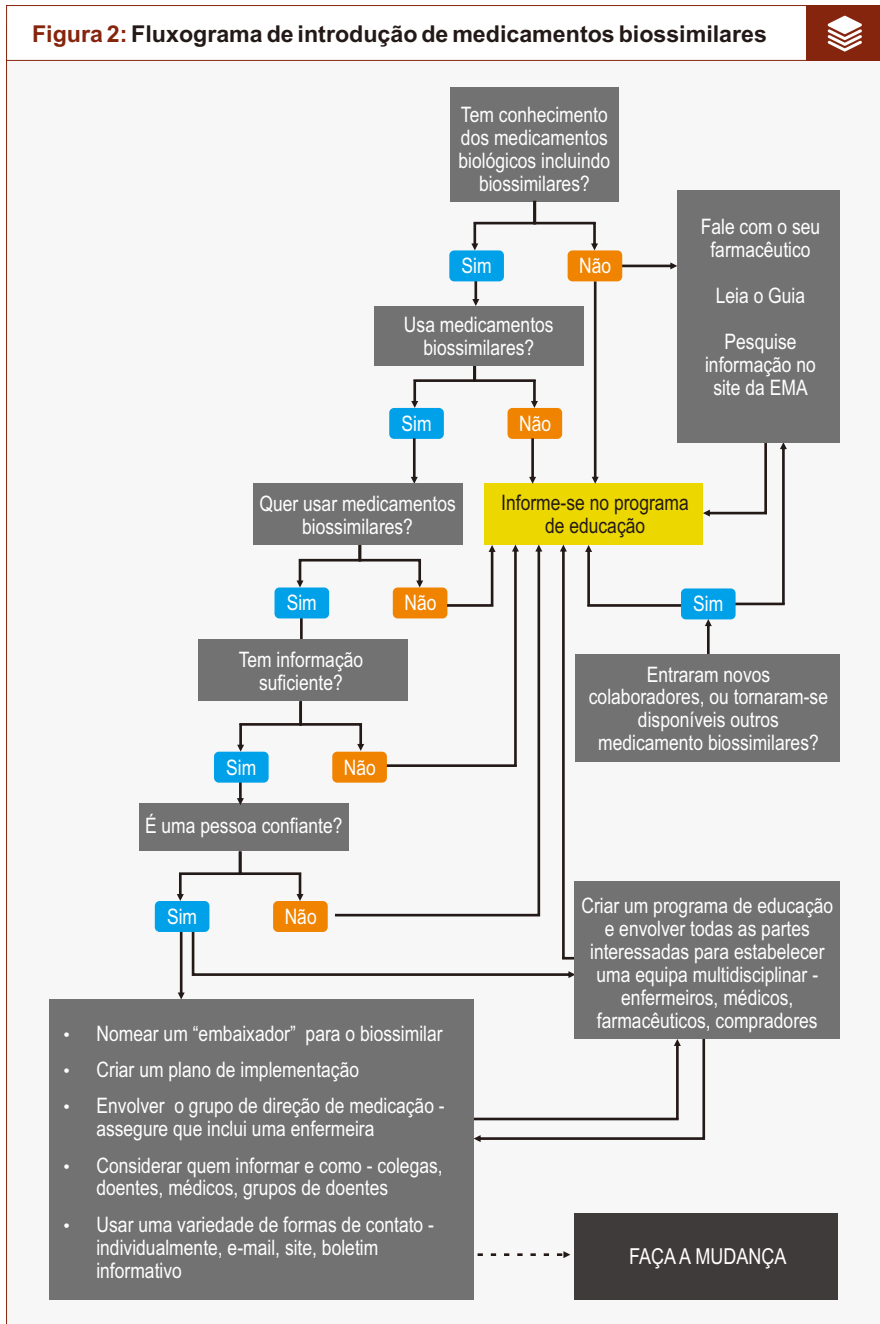 Figura 2: Fluxograma de introdução de medicamentos biossimilares
Tem conhecimento
dos medicamentos
biológicos incluindo
biossimilares?
Sim
Não
Fale com o seu
farmacêutico
Leia o Guia
Pesquise
informação no
site da EMA
Usa medicamentos
biossimilares?
Sim
Não
Quer usar medicamentos
biossimilares?
Informe-se no programa
de educação
Sim
Não
Sim
Tem informação
suficiente?
Entraram novos
colaboradores, ou tornaram-se
disponíveis outros
medicamento biossimilares?
Sim
Não
É uma pessoa confiante?
Sim
Não
Criar um programa de educação
e envolver todas as partes
interessadas para estabelecer
uma equipa multidisciplinar -
enfermeiros, médicos,
farmacêuticos, compradores
• Nomear um “embaixador” para o biossimilar
• Criar um plano de implementação
• Envolver o grupo de direção de medicação -
assegure que inclui uma enfermeira
• Considerar quem informar e como - colegas,
doentes, médicos, grupos de doentes
• Usar uma variedade de formas de contato -
individualmente, e-mail, site, boletim
informativo
FAÇA A MUDANÇA